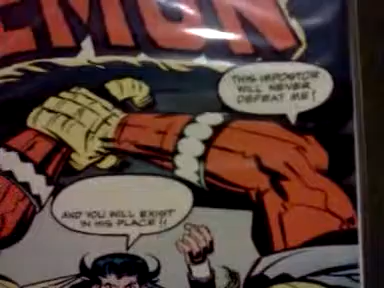 EMON
THIS IMPOSTOR
WILL NEVER
DEFEAT ME!
AND YOU WILL EXIST
IN HIS PLACE!!